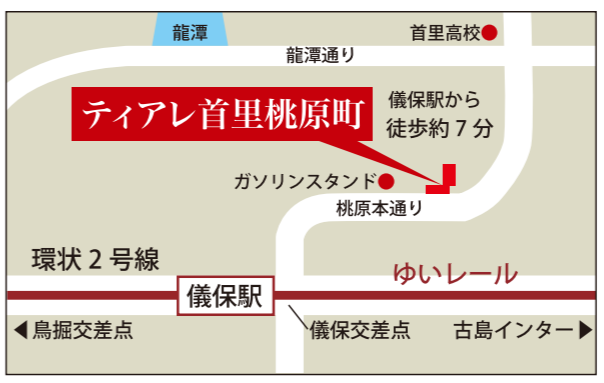 龍潭
首里高校
龍潭通り
ティアレ首里桃原町
儀保駅から
徒歩約7分
ガソリンスタンド
桃原本通り
環状2号線
ゆいレール
儀保駅
◀鳥掘交差点
儀保交差点
古島インター▶